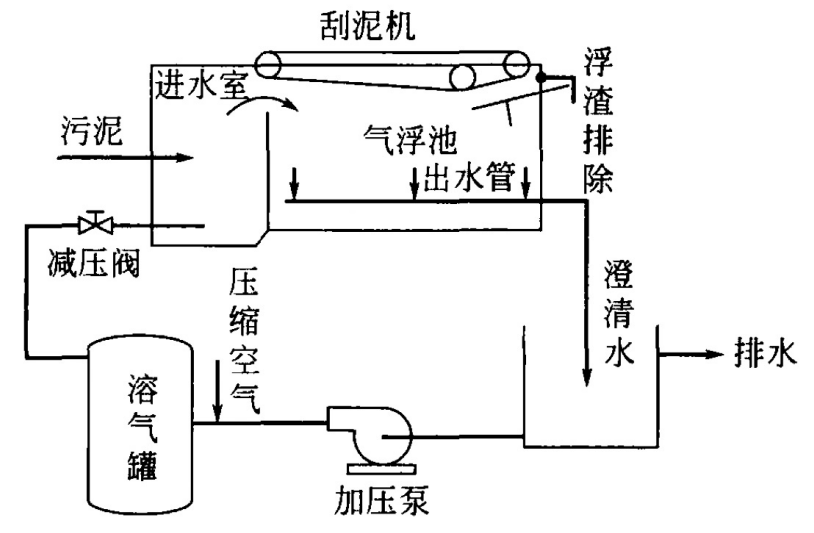 刮泥机
进水室
浮渣排除
污泥
气浮池
出水管
减压阀
压缩空气
澄清水
排水
溶气罐
加压泵